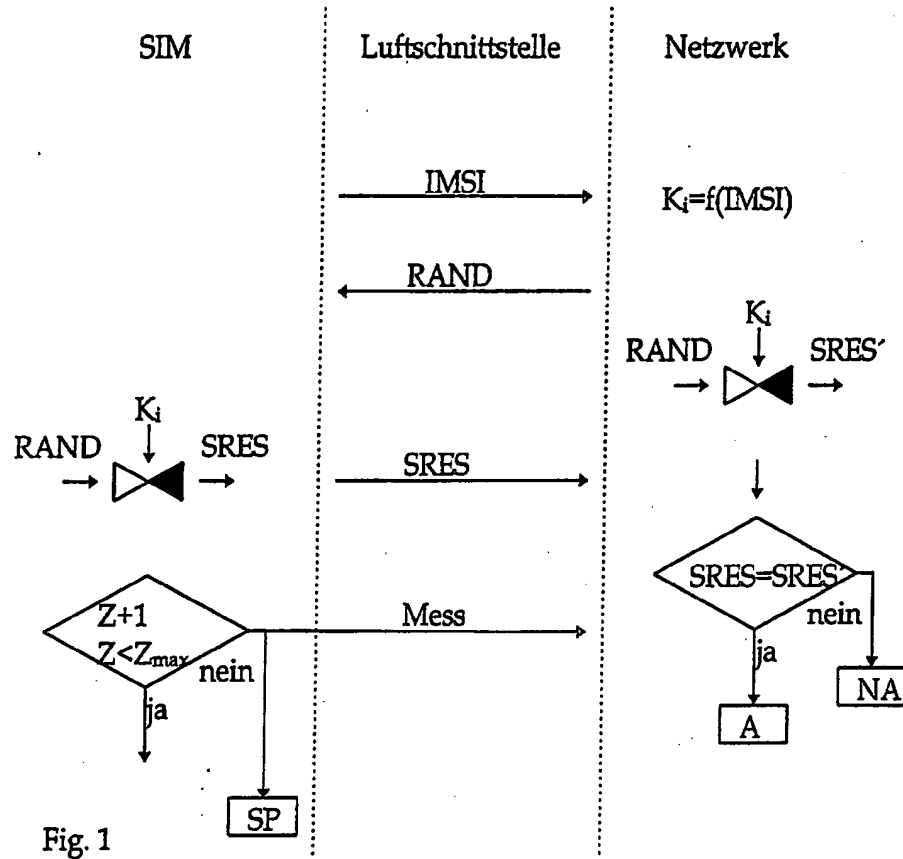 SIM
Luftschnittstelle
Netzwerk
IMSI
Ki=f(IMSI)
RAND
Ki
RAND
SRES´
Ki
RAND
SRES
SRES
SRES=SRES´
nein
ja
NA
A
Z+1
Z<Zmax
nein
ja
Mess
SP
Fig. 1